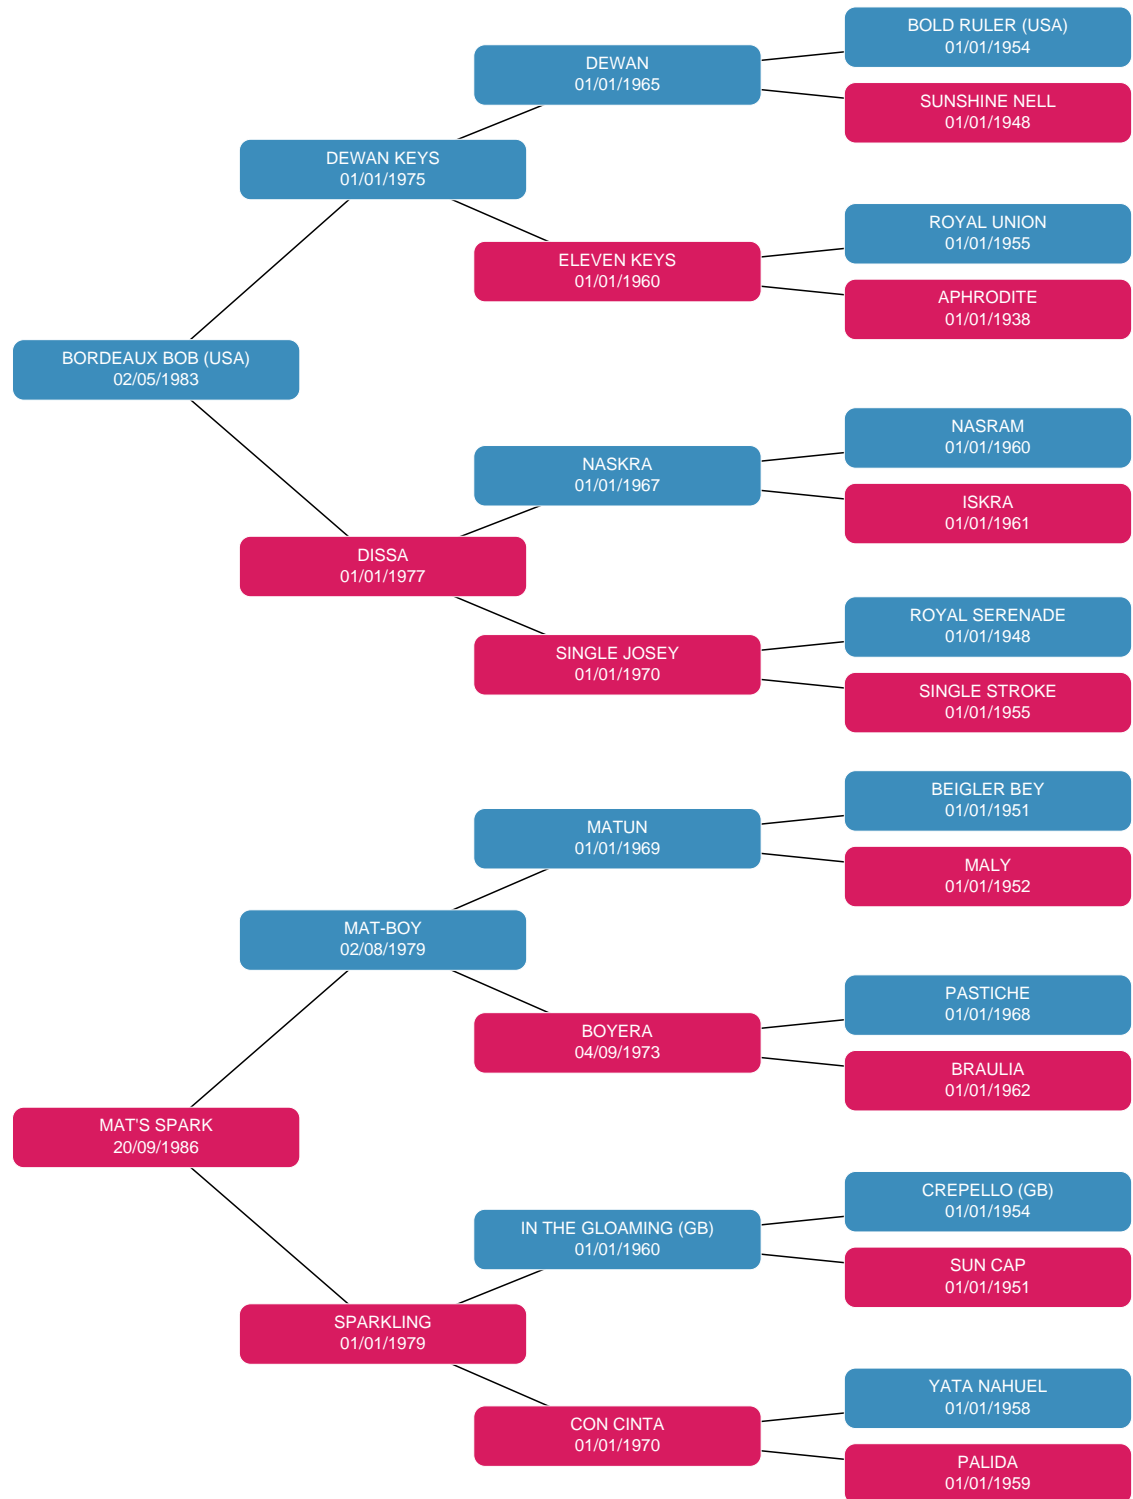 BOLD RULER (USA)
01/01/1954
DEWAN
01/01/1965
SUNSHINE NELL
01/01/1948
DEWAN KEYS
01/01/1975
ROYAL UNION
01/01/1955
ELEVEN KEYS
01/01/1960
APHRODITE
01/01/1938
BORDEAUX BOB (USA)
02/05/1983
NASRAM
01/01/1960
NASKRA
01/01/1967
ISKRA
01/01/1961
DISSA
01/01/1977
ROYAL SERENADE
01/01/1948
SINGLE JOSEY
01/01/1970
SINGLE STROKE
01/01/1955
BEIGLER BEY
01/01/1951
MATUN
01/01/1969
MALY
01/01/1952
MAT-BOY
02/08/1979
PASTICHE
01/01/1968
BOYERA
04/09/1973
BRAULIA
01/01/1962
MAT'S SPARK
20/09/1986
CREPELLO (GB)
01/01/1954
IN THE GLOAMING (GB)
01/01/1960
SUN CAP
01/01/1951
SPARKLING
01/01/1979
YATA NAHUEL
01/01/1958
CON CINTA
01/01/1970
PALIDA
01/01/1959